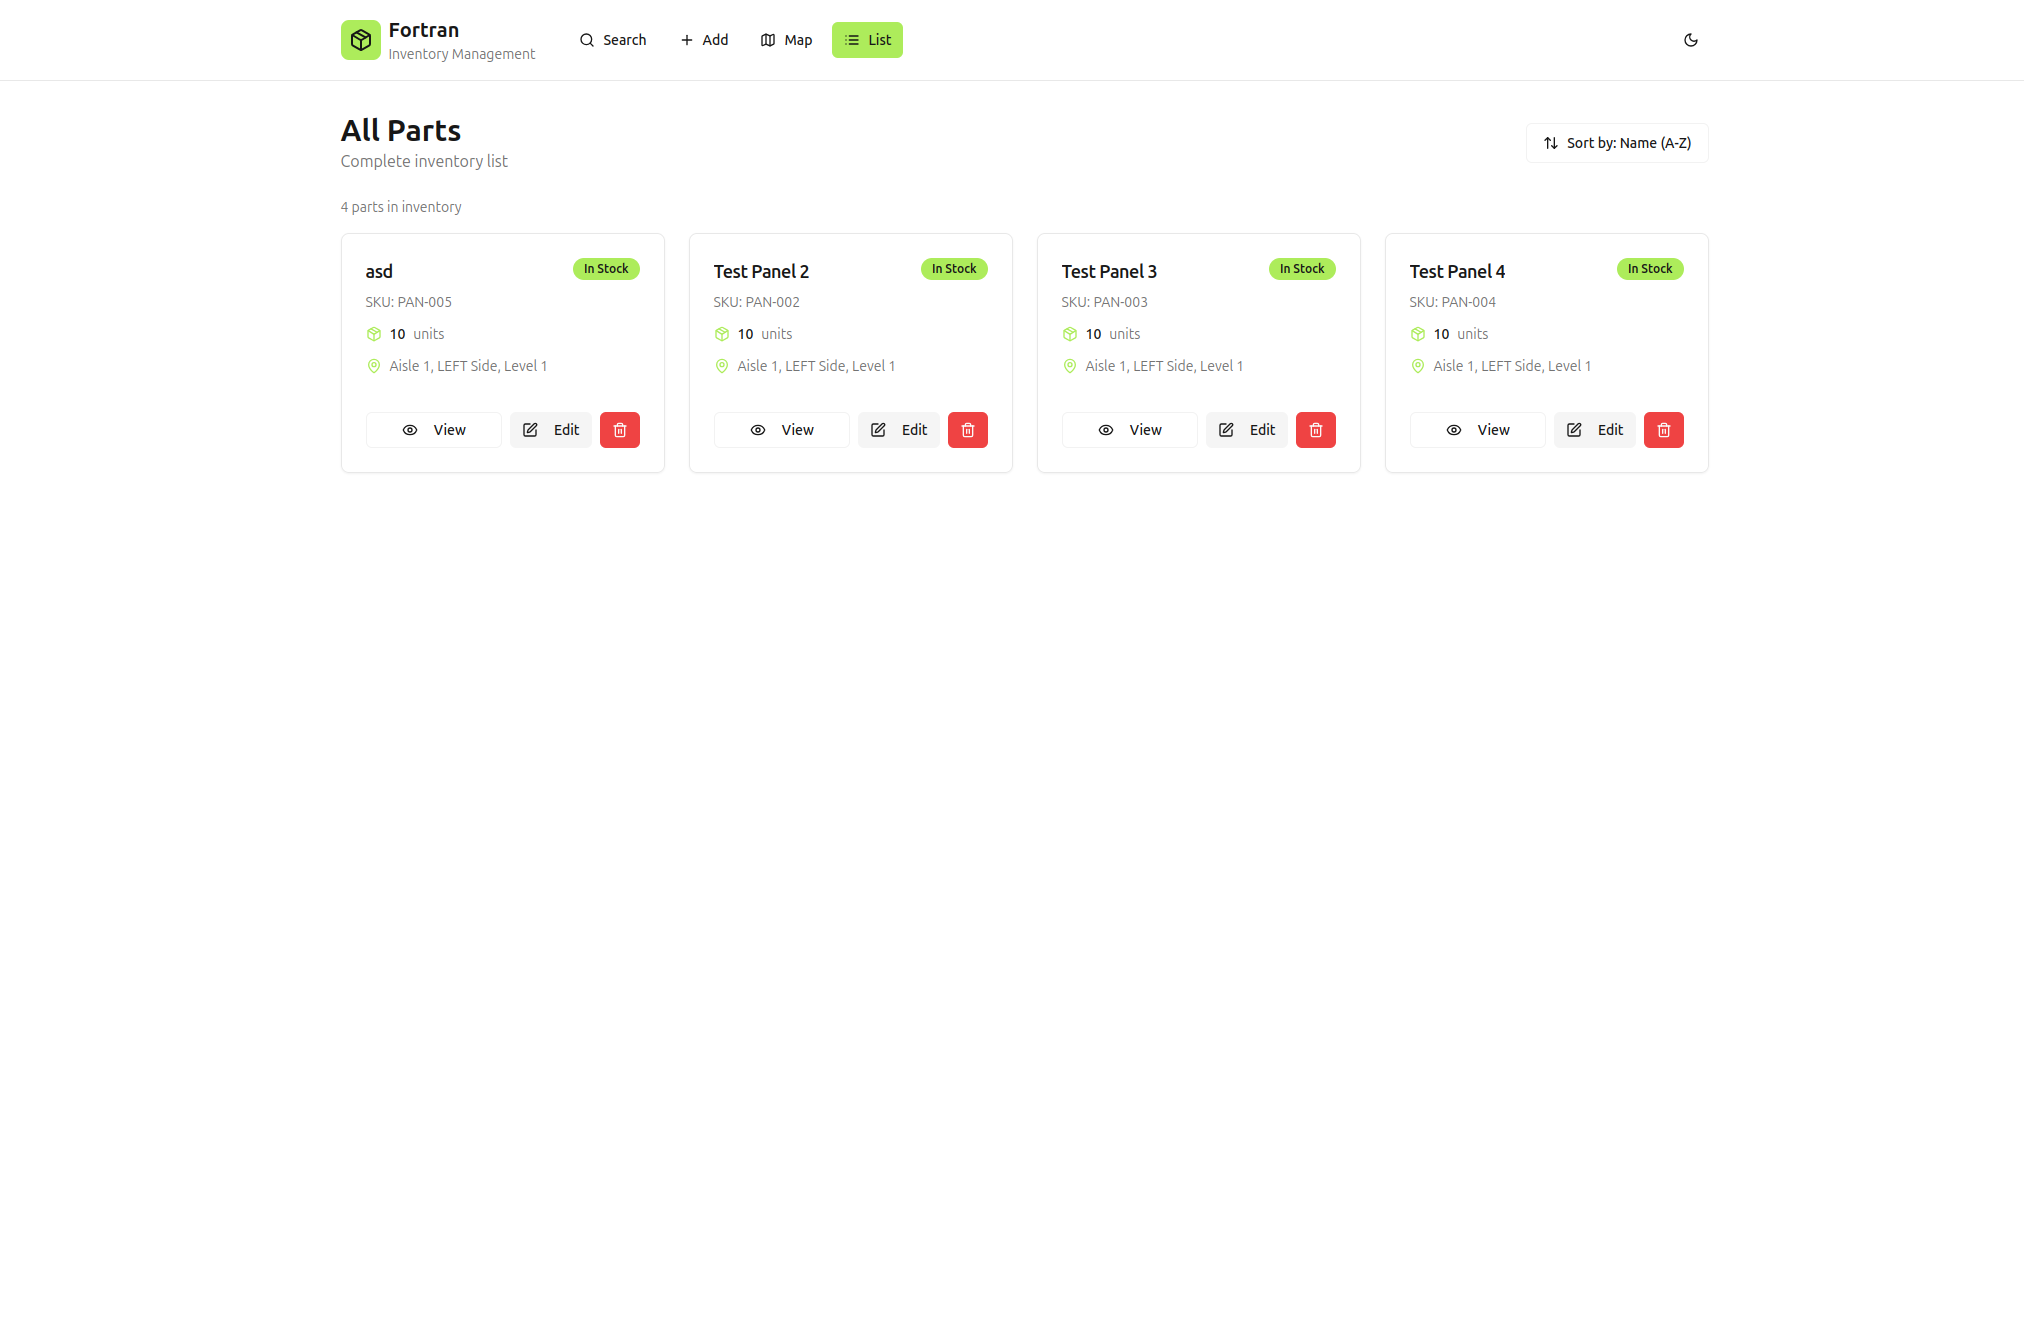 Fortran
Inventory Management
Search
Add
Map
List
All Parts
Complete inventory list
Sort by: Name (A-Z)
4 parts in inventory
asd
In Stock
SKU: PAN-005
10 units
Aisle 1, LEFT Side, Level 1
View
Edit
Test Panel 2
In Stock
SKU: PAN-002
10 units
Aisle 1, LEFT Side, Level 1
View
Edit
Test Panel 3
In Stock
SKU: PAN-003
10 units
Aisle 1, LEFT Side, Level 1
View
Edit
Test Panel 4
In Stock
SKU: PAN-004
10 units
Aisle 1, LEFT Side, Level 1
View
Edit